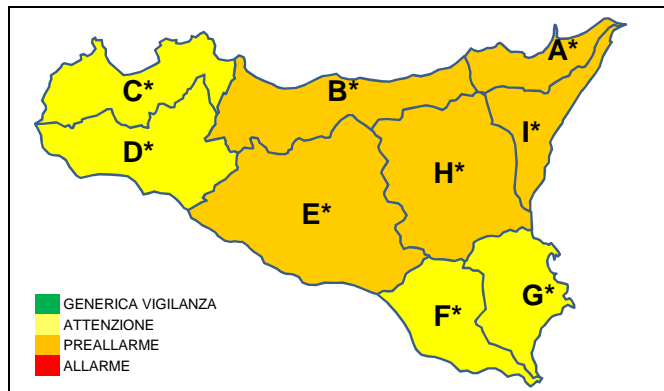 A*
C*
B*
I*
D*
H*
E*
G*
F*
GENERICA VIGILANZA
ATTENZIONE
PREALLARME
ALLARME